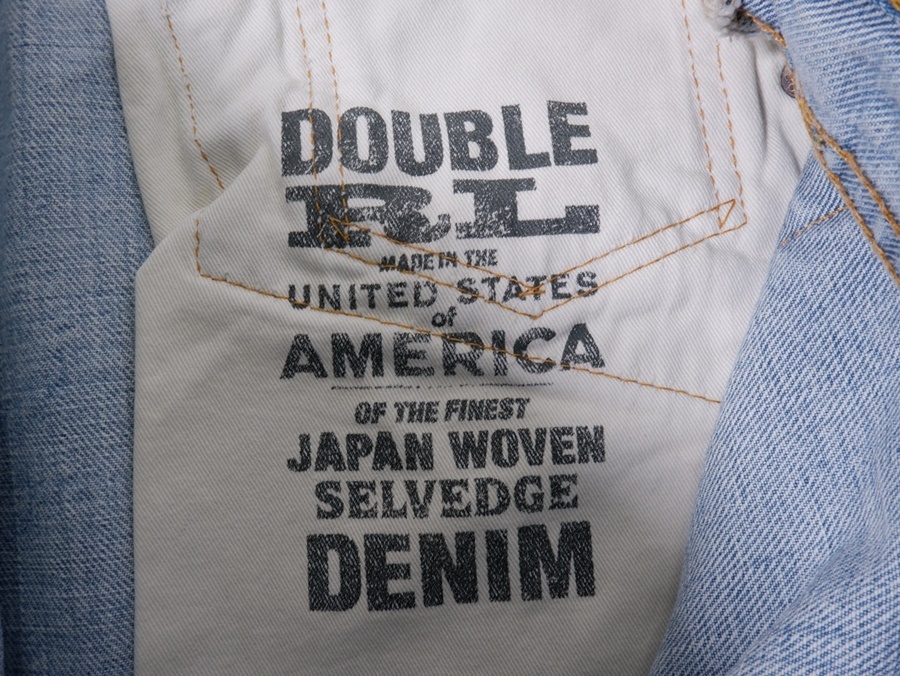 DOUBLE
RL
MADE IN THE
UNITED STATES
of
AMERICA
OF THE FINEST
JAPAN WOVEN
SELVEDGE
DENIM